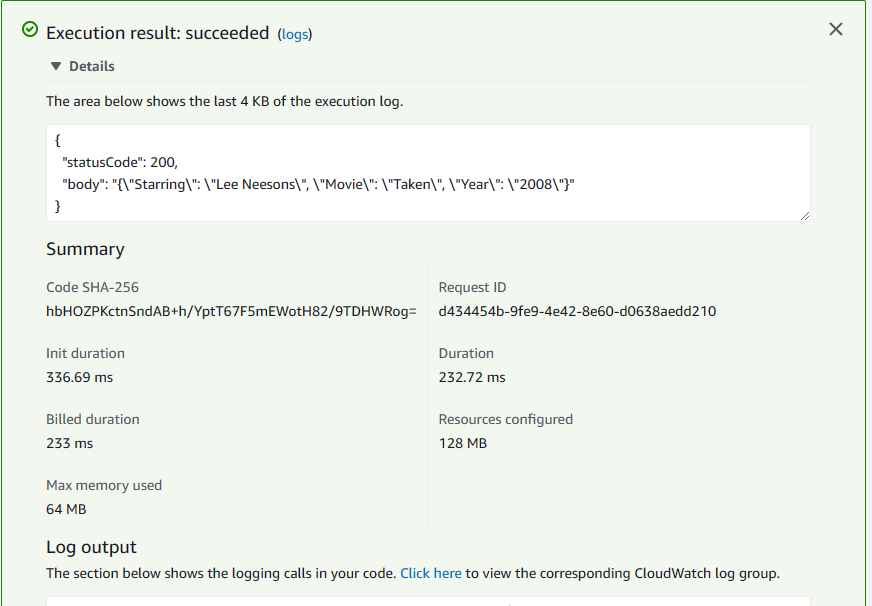 Execution result: succeeded (logs)
Details
The area below shows the last 4 KB of the execution log.
{
"statusCode": 200,
"body": "{\"Starring\": \"Lee Neesons\", \"Movie\": \"Taken\", \"Year\": \"2008\"}"
}
Summary
Code SHA-256
hbHOZPKctnSndAB+h/YptT67F5mEWotH82/9TDHWRog=
Request ID
d434454b-9fe9-4e42-8e60-d0638aedd210
Init duration
336.69 ms
Duration
232.72 ms
Billed duration
233 ms
Resources configured
128 MB
Max memory used
64 MB
Log output
The section below shows the logging calls in your code. Click here to view the corresponding CloudWatch log group.